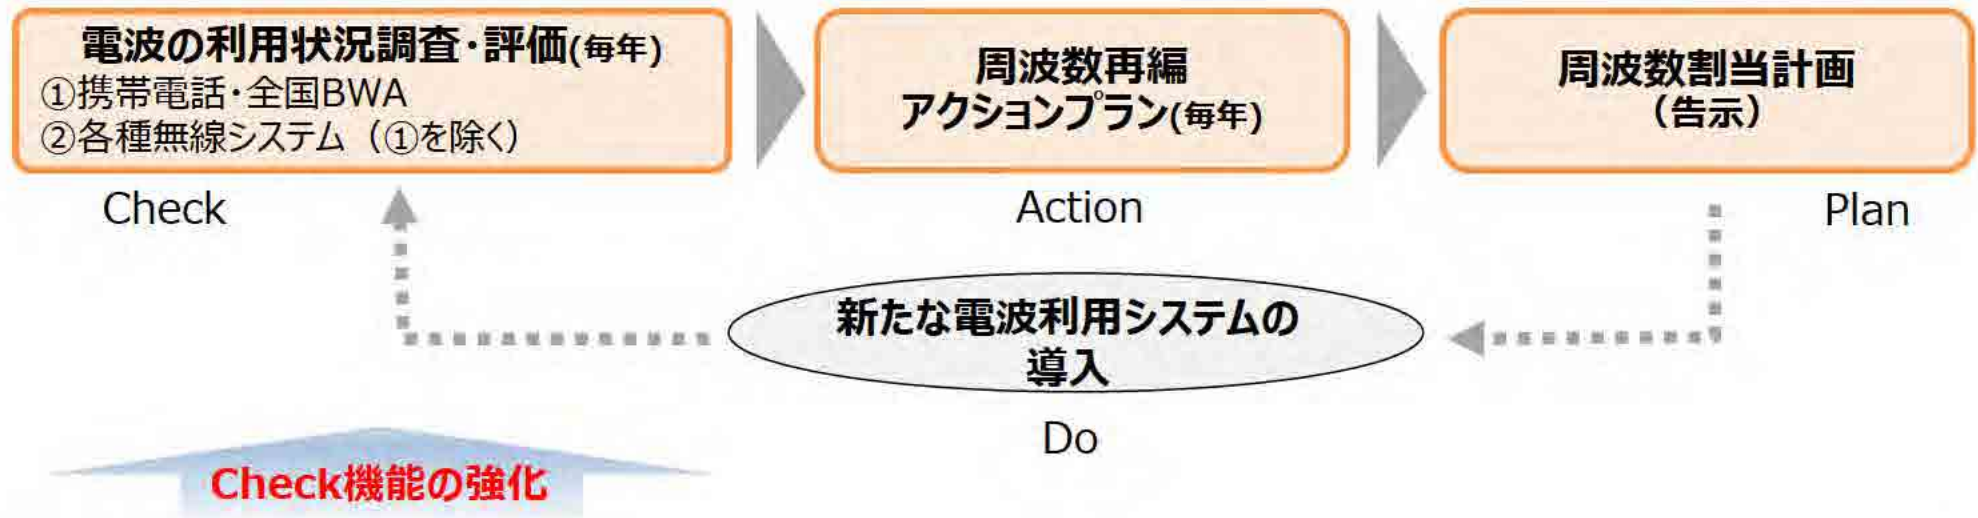 電波の利用状況調査・評価(毎年)
①携帯電話・全国BWA
②各種無線システム（①を除く）
Check
周波数再編
アクションプラン(毎年)
Action
周波数割当計画
（告示）
Plan
新たな電波利用システムの
導入
Do
Check機能の強化